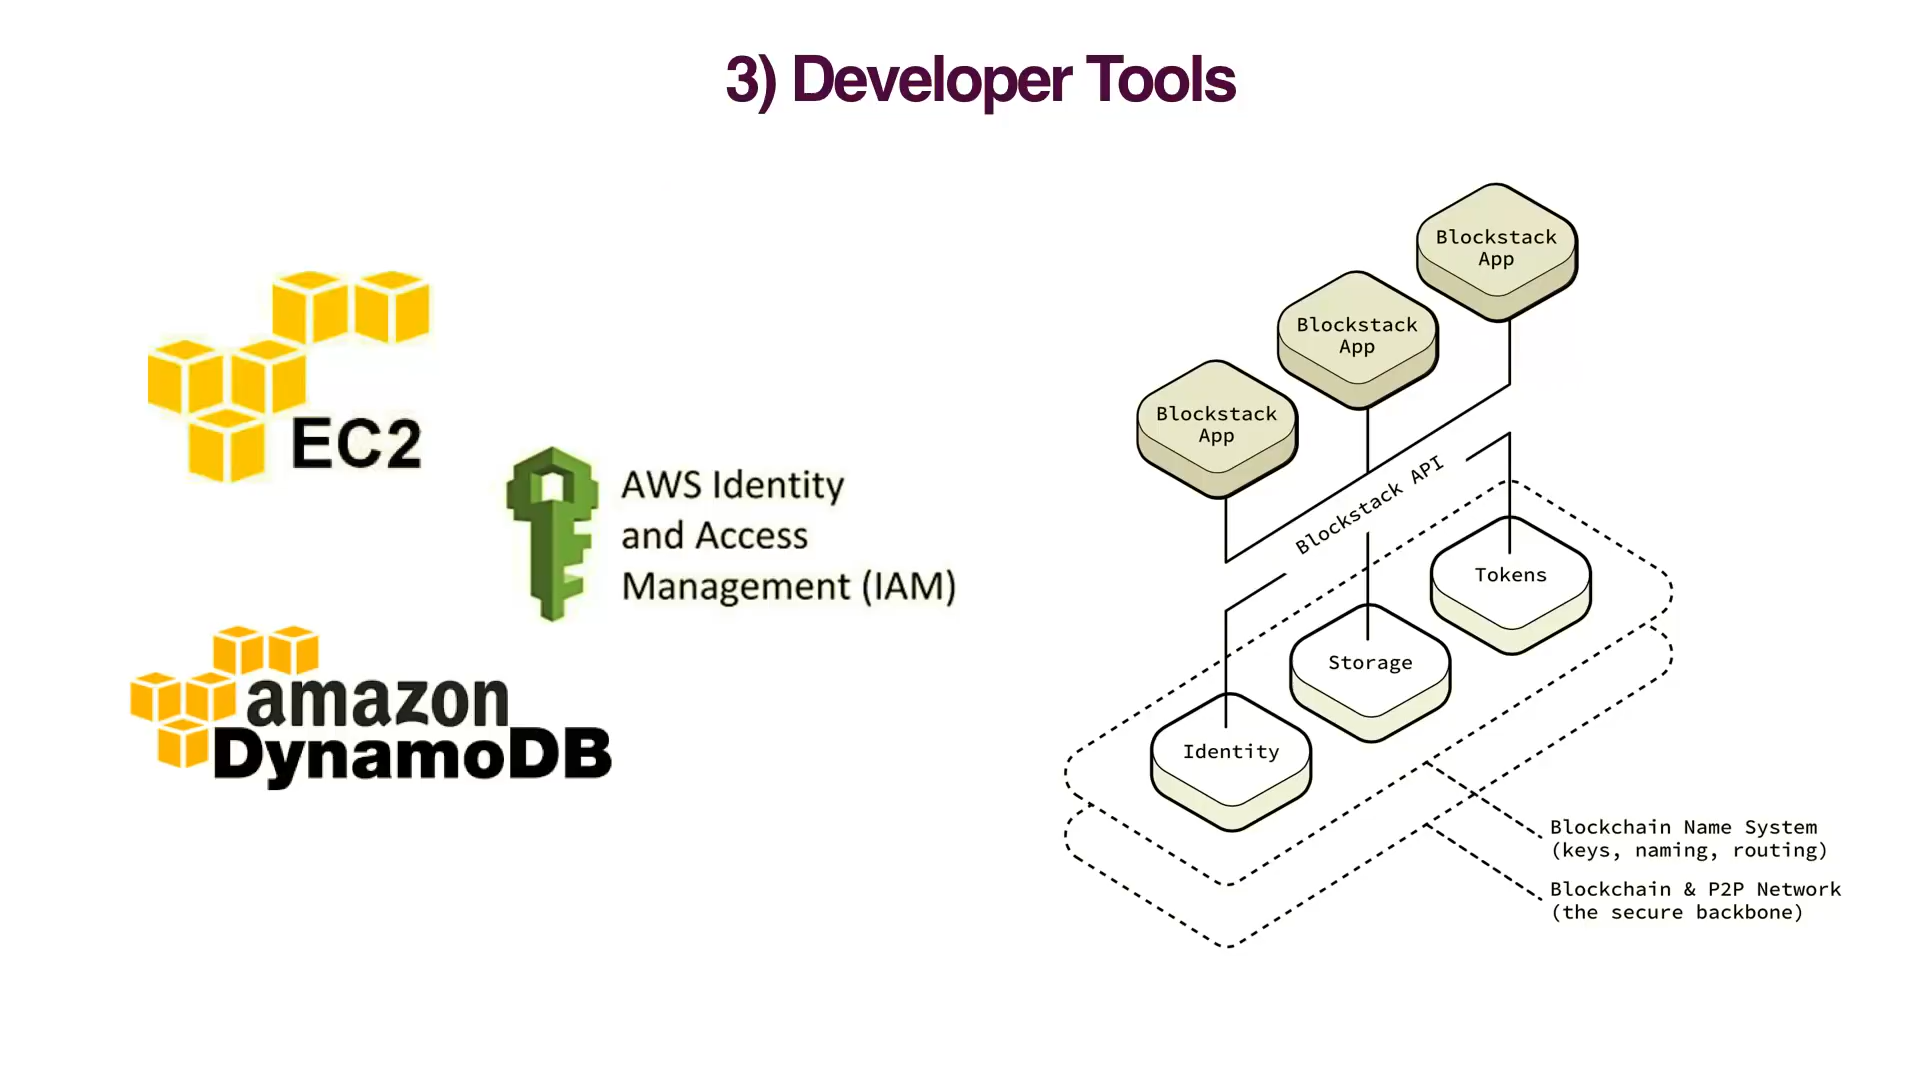 3) Developer Tools
EC2
AWS Identity
and Access
Management (IAM)
amazon
DynamoDB
Blockstack
App
Blockstack
App
Blockstack
App
Blockstack API
Tokens
Storage
Identity
Blockchain Name System
(keys, naming, routing)
Blockchain & P2P Network
(the secure backbone)